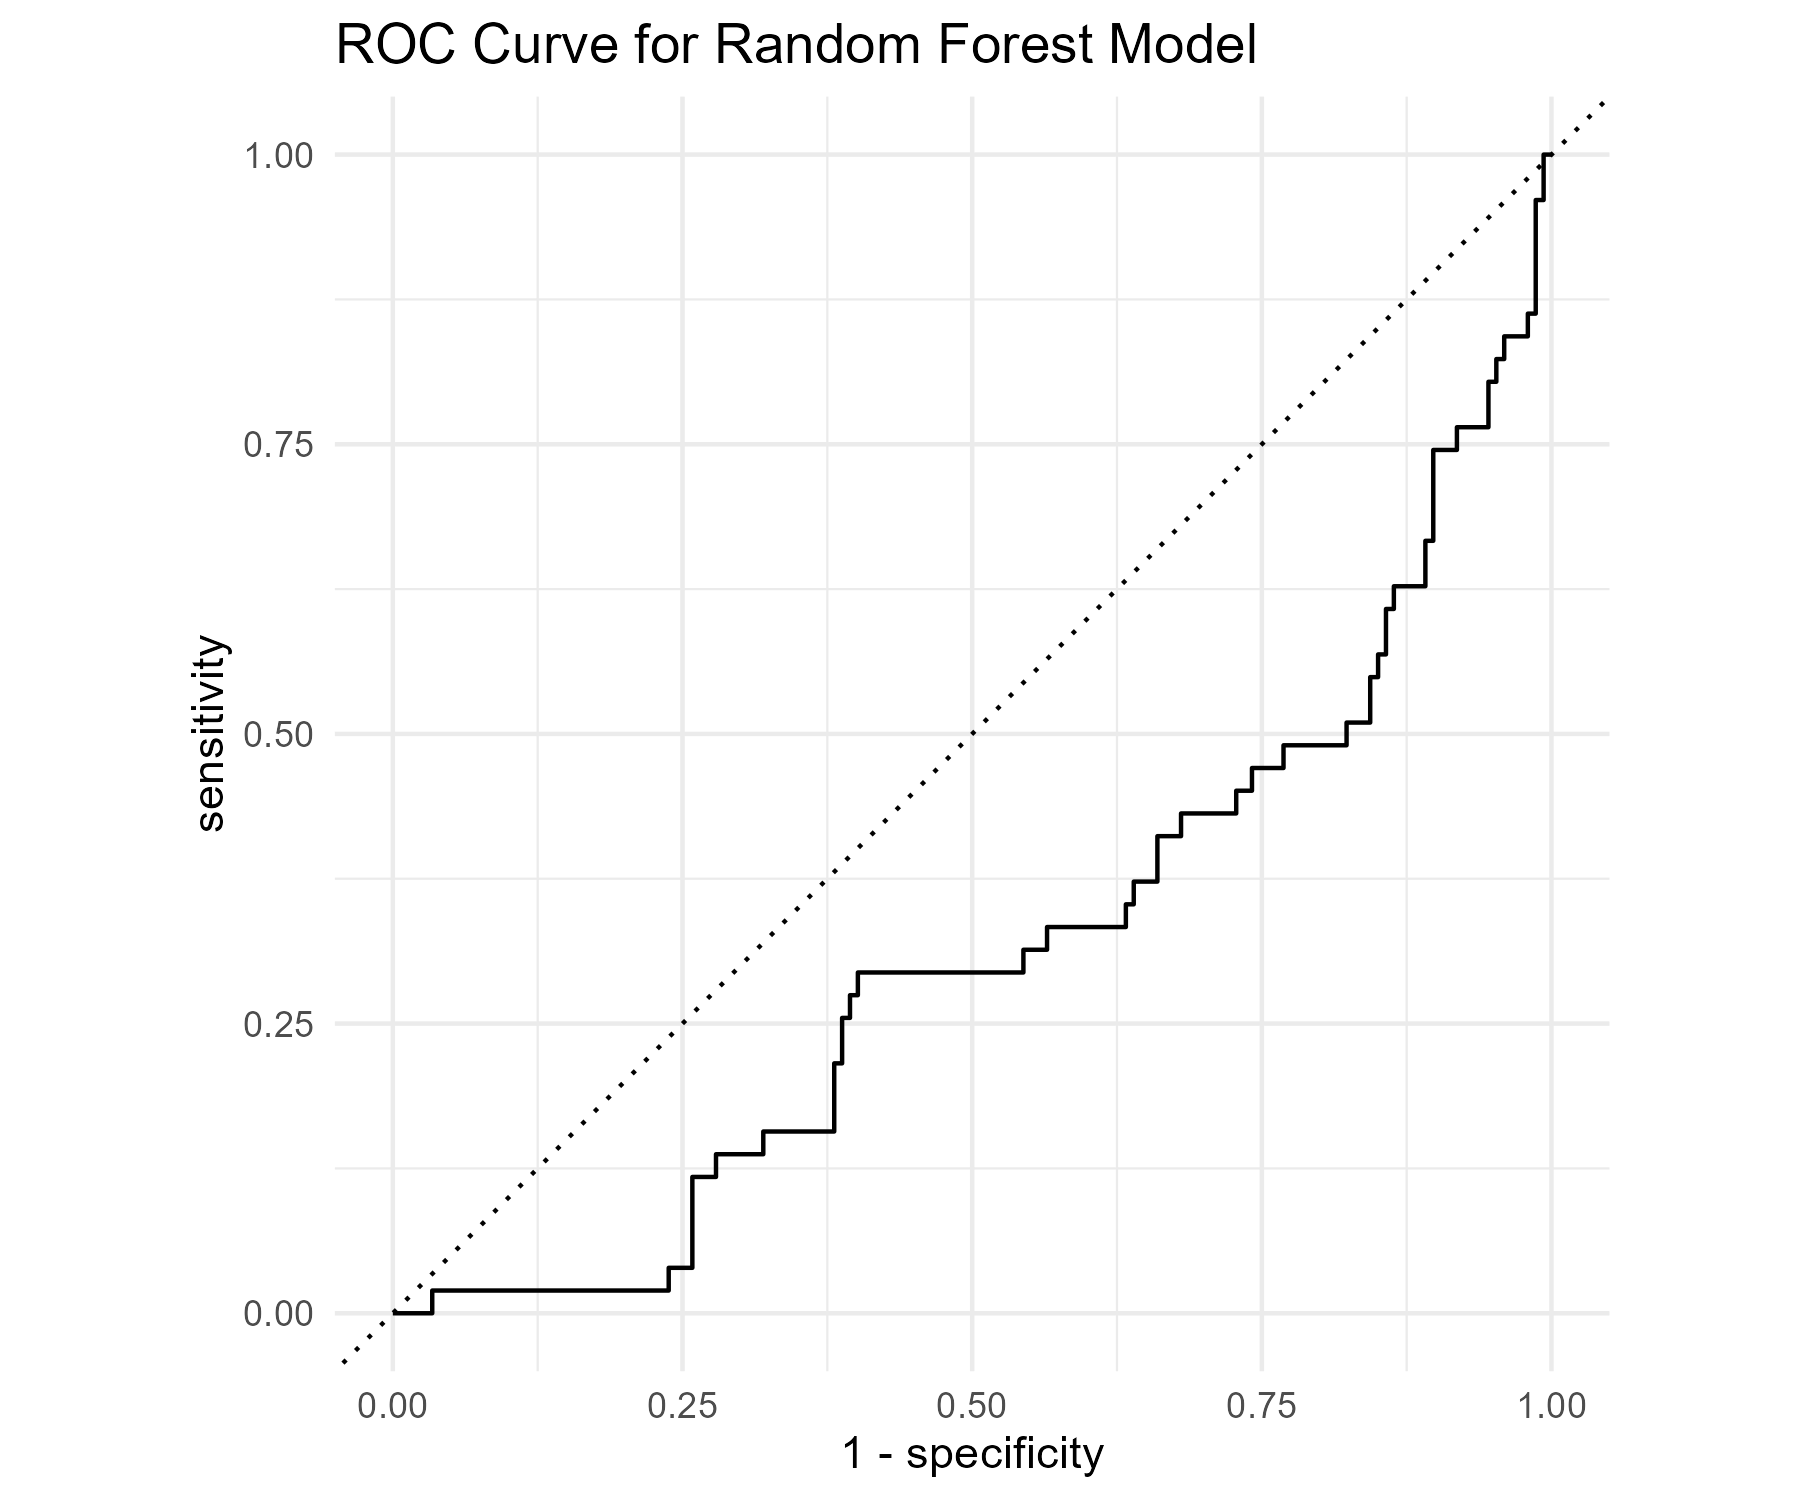 ROC Curve for Random Forest Model
1.00
0.75
0.50
0.25
0.00
sensitivity
0.00 0.25 0.50 0.75 1.00
1 - specificity